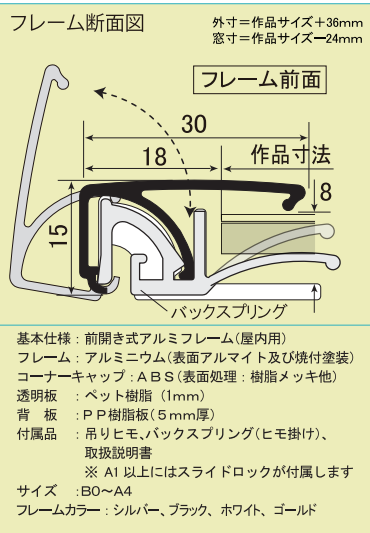 フレーム断面図
外寸＝作品サイズ＋36mm
窓寸＝作品サイズー24mm
フレーム前面
30
18
作品寸法
8
15
バックスプリング
基本仕様：前開き式アルミフレーム（屋内用）
フレーム：アルミニウム（表面アルマイト及び焼付塗装）
コーナーキャップ：ＡＢＳ（表面処理：樹脂メッキ他）
透明板　：ペット樹脂（1mm）
背　板　：ＰＰ樹脂板（５ｍｍ厚）
付属品　：吊りヒモ、バックスプリング（ヒモ掛け）、
取扱説明書
※ A1以上にはスライドロックが付属します
サイズ　：B0〜A4
フレームカラー：シルバー、ブラック、ホワイト、ゴールド